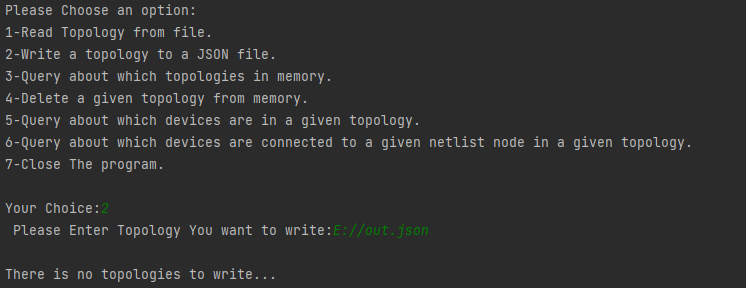 Please Choose an option:
1-Read Topology from file.
2-Write a topology to a JSON file.
3-Query about which topologies in memory.
4-Delete a given topology from memory.
5-Query about which devices are in a given topology.
6-Query about which devices are connected to a given netlist node in a given topology.
7-Close The program.
Your Choice:2
Please Enter Topology You want to write:E://out.json
There is no topologies to write...